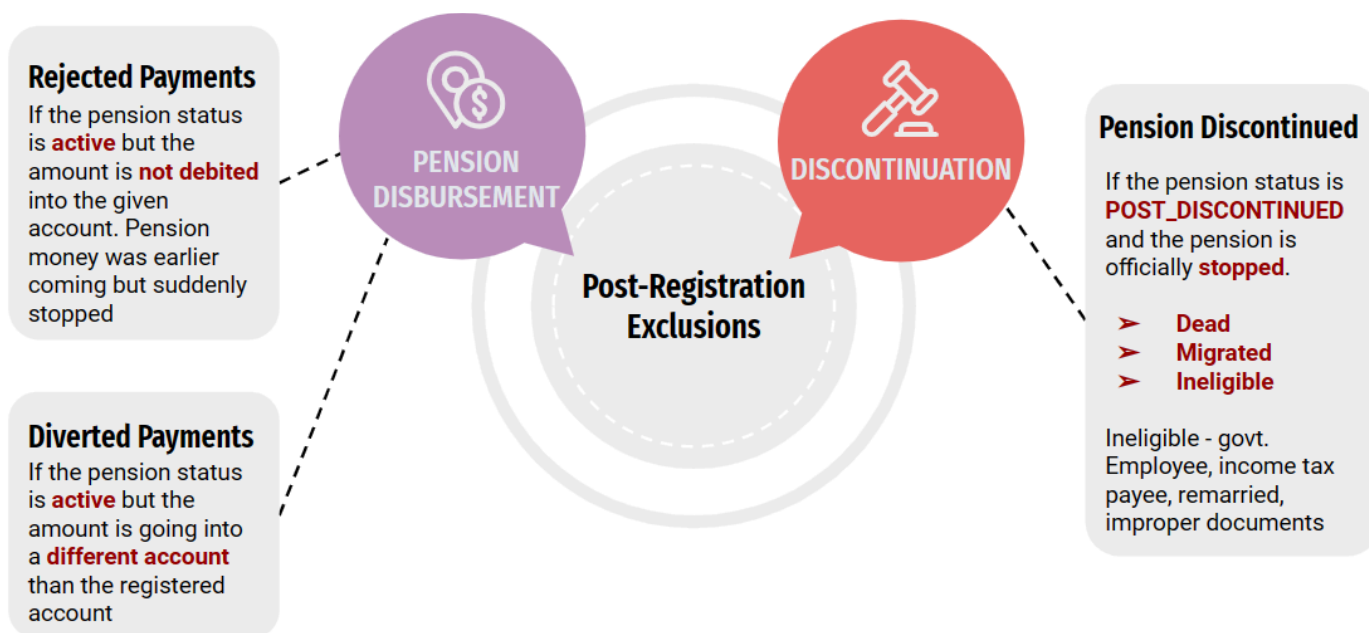 Rejected Payments
If the pension status
is active but the
amount is not debited
into the given
account. Pension
money was earlier
coming but suddenly
stopped
Diverted Payments
If the pension status
is active but the
amount is going into
a different account
than the registered
account
$
PENSION
DISBURSEMENT
DISCONTINUATION
Post-Registration
Exclusions
Pension Discontinued
If the pension status is
POST_DISCONTINUED
and the pension is
officially stopped.
➢ Dead
➢ Migrated
➢ Ineligible
Ineligible - govt.
Employee, income tax
payee, remarried,
improper documents